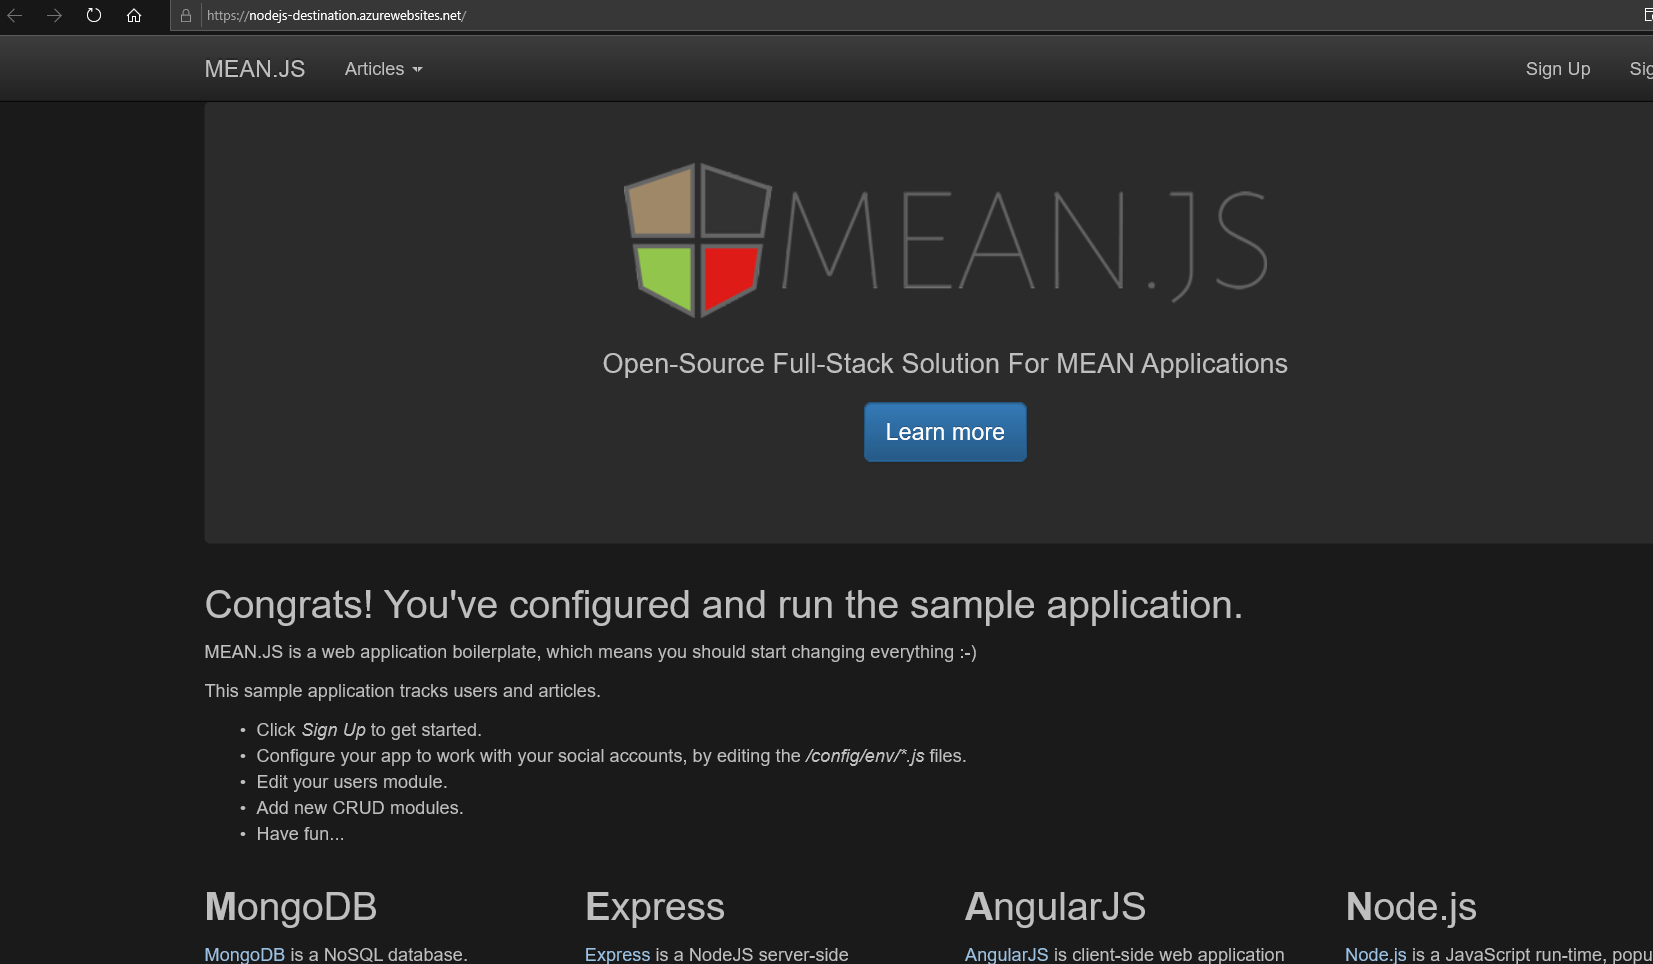 https://nodejs-destination.azurewebsites.net/
MEAN.JS Articles Sign Up
MEAN.JS
Open-Source Full-Stack Solution For MEAN Applications
Learn more
Congrats! You've configured and run the sample application.
MEAN.JS is a web application boilerplate, which means you should start changing everything :-)
This sample application tracks users and articles.
• Click Sign Up to get started.
• Configure your app to work with your social accounts, by editing the /config/env/*.js files.
• Edit your users module.
• Add new CRUD modules.
• Have fun...
MongoDB Express AngularJS Node.js
MongoDB is a NoSQL database. Express is a NodeJS server-side AngularJS is client-side web application Node.js is a JavaScript run-time,